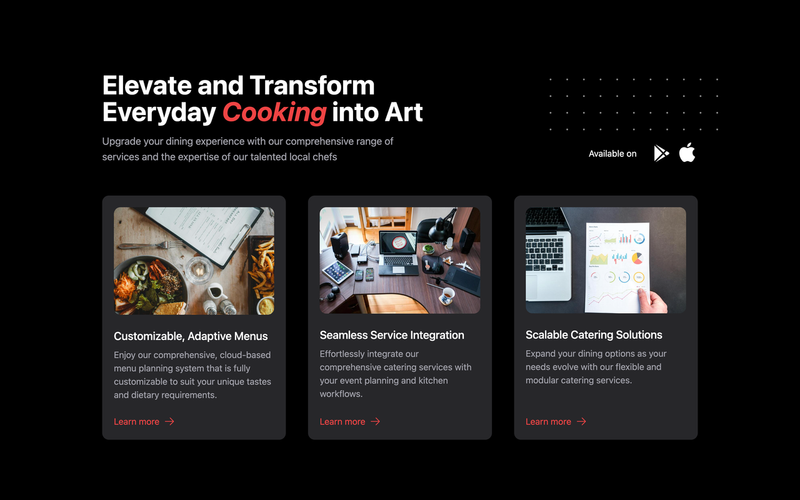 Elevate and Transform
Everyday Cooking into Art
Upgrade your dining experience with our comprehensive range of
services and the expertise of our talented local chefs
Available on
Customizable, Adaptive Menus
Enjoy our comprehensive, cloud-based
menu planning system that is fully
customizable to suit your unique tastes
and dietary requirements.
Learn more
Seamless Service Integration
Effortlessly integrate our
comprehensive catering services with
your event planning and kitchen
workflows.
Learn more
Scalable Catering Solutions
Expand your dining options as your
needs evolve with our flexible and
modular catering services.
Learn more